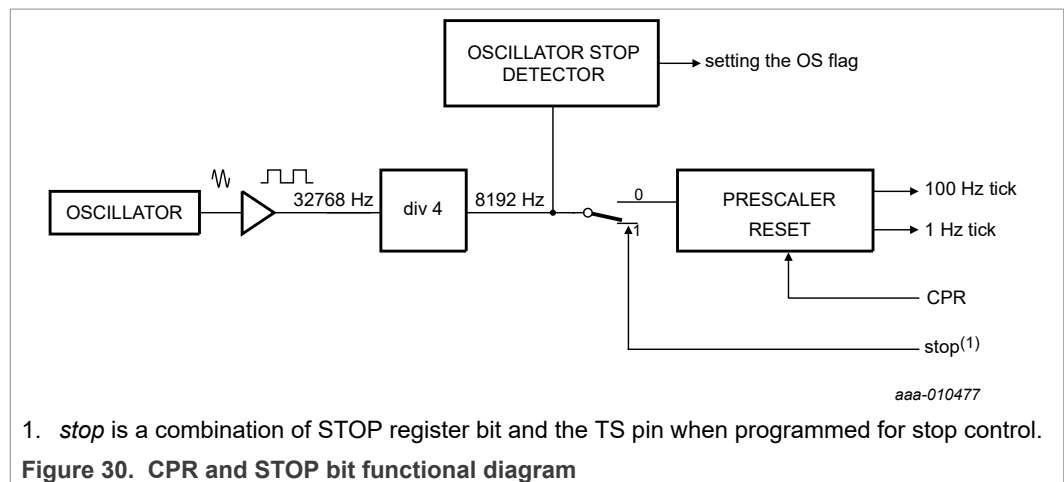 OSCILLATOR STOP
DETECTOR
setting the OS flag
OSCILLATOR
32768 Hz
div 4
8192 Hz
0
1
PRESCALER
RESET
100 Hz tick
1 Hz tick
CPR
stop(1)
aaa-010477
1. stop is a combination of STOP register bit and the TS pin when programmed for stop control.
Figure 30. CPR and STOP bit functional diagram